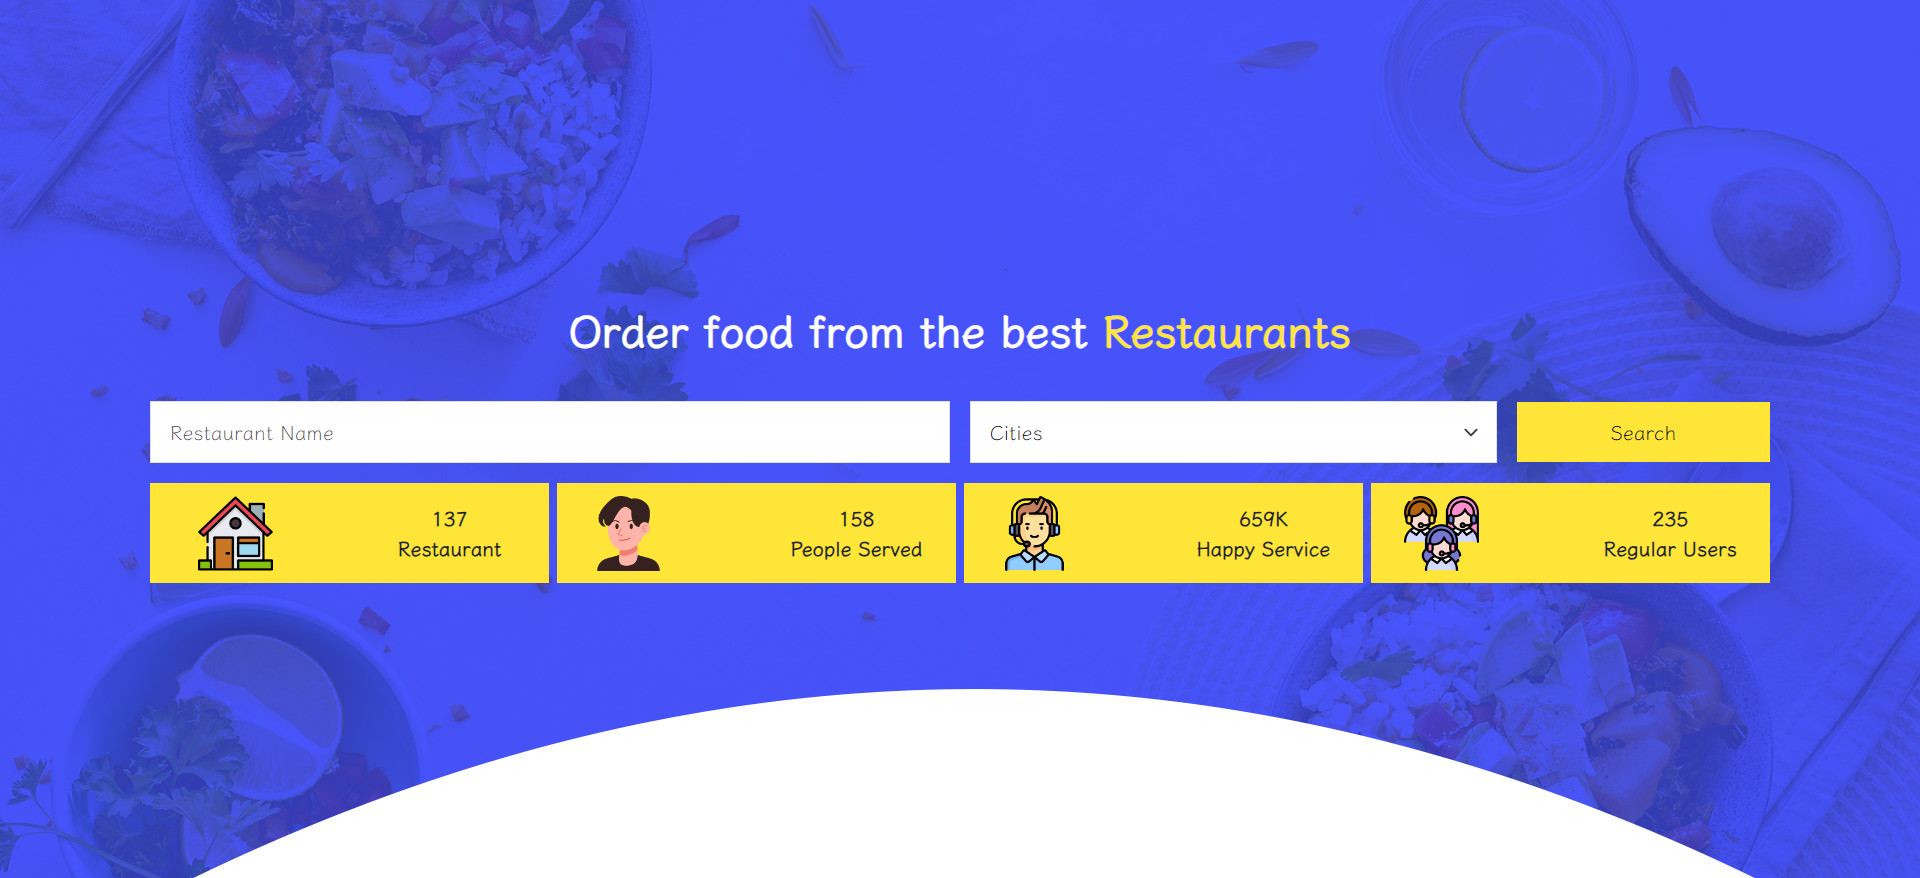 Order food from the best Restaurants
Restaurant Name
Cities
Search
137
Restaurant
158
People Served
659K
Happy Service
235
Regular Users